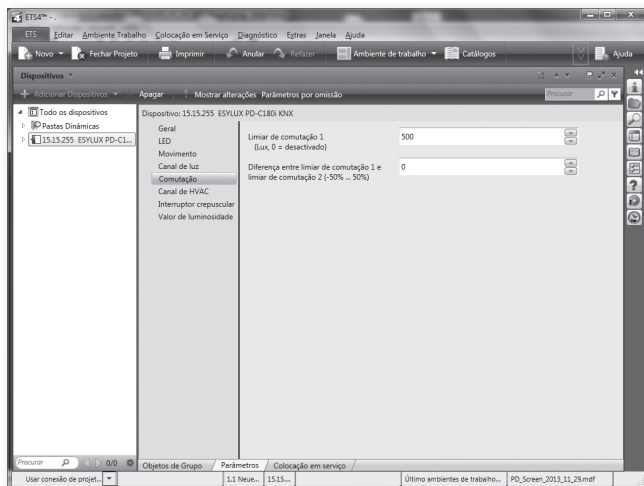 ETS4™ - .
ETS Editar Ambiente Trabalho Colocação em Serviço Diagnóstico Extras Janela Ajuda
Novo Fechar Projeto Imprimir Anular Refazer Ambiente de trabalho Catálogos Ajuda
Dispositivos
Adicionar Dispositivos Apagar Mostrar alterações Parâmetros por omissão Procurar
Todo os dispositivos
Pastas Dinâmicas
15.15.255 ESYLUX PD-C1...
Dispositivo: 15.15.255 ESYLUX PD-C180i KNX
Geral
LED
Movimento
Canal de luz
Comutação
Canal de HVAC
Interruptor crepuscular
Valor de luminosidade
Limiar de comutação 1 500
(Lux, 0 = desactivado)
Diferença entre limiar de comutação 1 e 0
limiar de comutação 2 (-50% ... 50%)
Procurar 0/0
Objetos de Grupo Parâmetros Colocação em serviço
Usar conexão de projet... 1.1 Neue... 15.15.... Último ambientes de trabalho... PD_Screen_2013_11_29.mdf